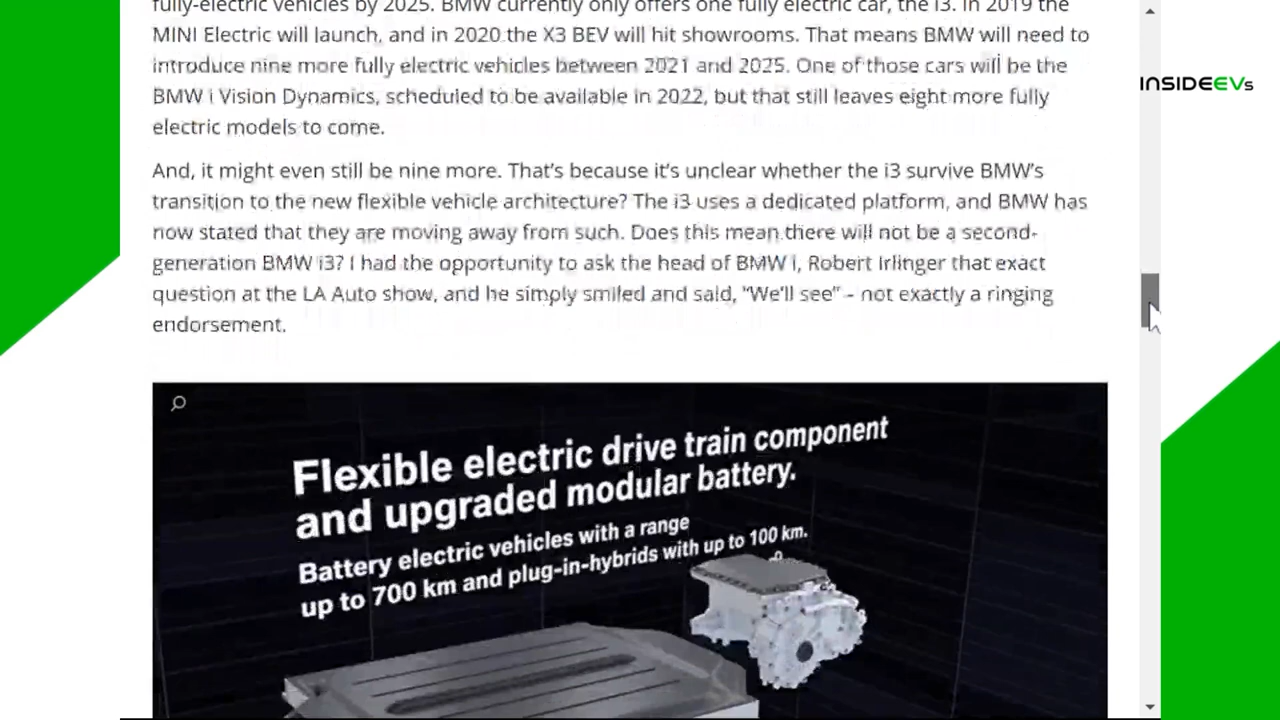 fully-electric vehicles by 2025. BMW currently only offers one fully electric car, the i3. In 2019 the
MINI Electric will launch, and in 2020 the X3 BEV will hit showrooms. That means BMW will need to
introduce nine more fully electric vehicles between 2021 and 2025. One of those cars will be the
BMW i Vision Dynamics, scheduled to be available in 2022, but that still leaves eight more fully
electric models to come.
And, it might even still be nine more. That's because it's unclear whether the i3 survive BMW's
transition to the new flexible vehicle architecture? The i3 uses a dedicated platform, and BMW has
now stated that they are moving away from such. Does this mean there will not be a second-
generation BMW i3? I had the opportunity to ask the head of BMW i, Robert Irlinger that exact
question at the LA Auto show, and he simply smiled and said, "We'll see" – not exactly a ringing
endorsement.
INSIDEEVs
Flexible electric drive train component
and upgraded modular battery.
Battery electric vehicles with a range
up to 700 km and plug-in-hybrids with up to 100 km.